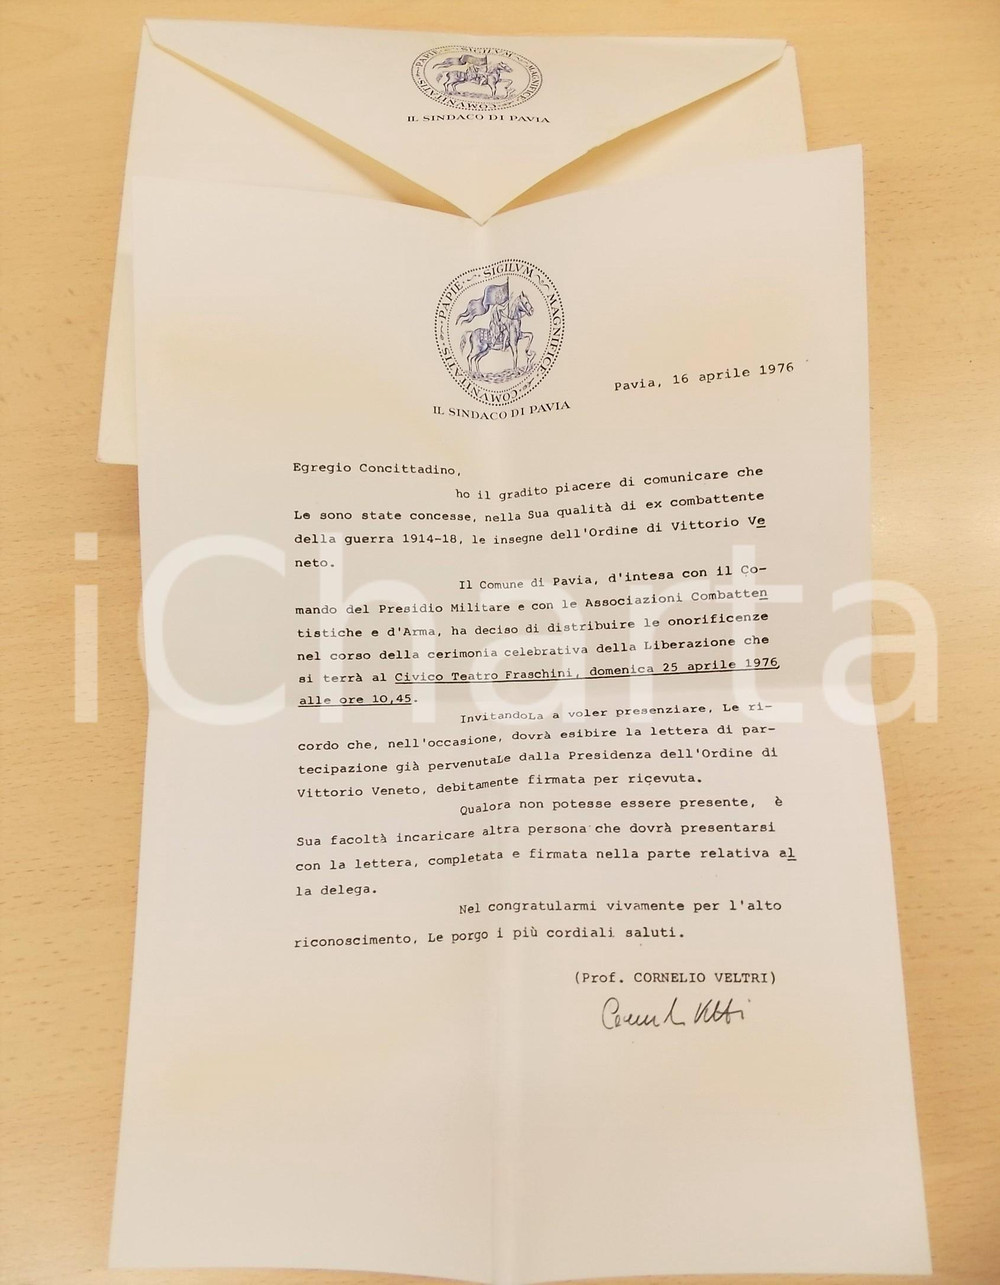 PAPIE SIGILVM MAGNIFICE COMVNITATIS
IL SINDACO DI PAVIA
PAPIE SIGILVM MAGNIFICE COMVNITATIS
IL SINDACO DI PAVIA
Pavia, 16 aprile 1976
Egregio Concittadino,
ho il gradito piacere di comunicare che
Le sono state concesse, nella Sua qualità di ex combattente
della guerra 1914-18, le insegne dell'Ordine di Vittorio Ve
neto.
Il Comune di Pavia, d'intesa con il Co-
mando del Presidio Militare e con le Associazioni Combatten
tistiche e d'Arma, ha deciso di distribuire le onorificenze
nel corso della cerimonia celebrativa della Liberazione che
si terrà al Civico Teatro Fraschini, domenica 25 aprile 1976,
alle ore 10,45.
InvitandoLa a voler presenziare, Le ri-
cordo che, nell'occasione, dovrà esibire la lettera di par-
tecipazione già pervenutaLe dalla Presidenza dell'Ordine di
Vittorio Veneto, debitamente firmata per ricevuta.
Qualora non potesse essere presente, è
Sua facoltà incaricare altra persona che dovrà presentarsi
con la lettera, completata e firmata nella parte relativa al
la delega.
Nel congratularmi vivamente per l'alto
riconoscimento, Le porgo i più cordiali saluti.
(Prof. CORNELIO VELTRI)
Cornelio Veltri
iCharta